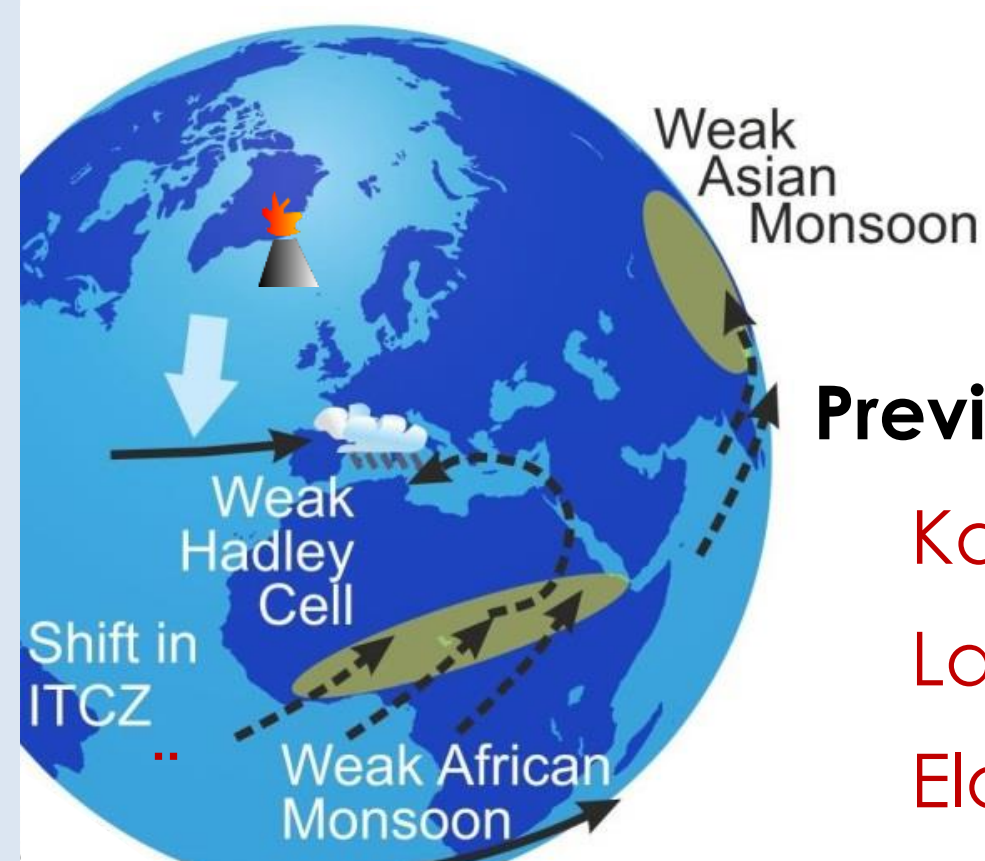 Weak
Asian
Monsoon
Weak
Hadley
Cell
Shift in
ITCZ
Weak African
Monsoon